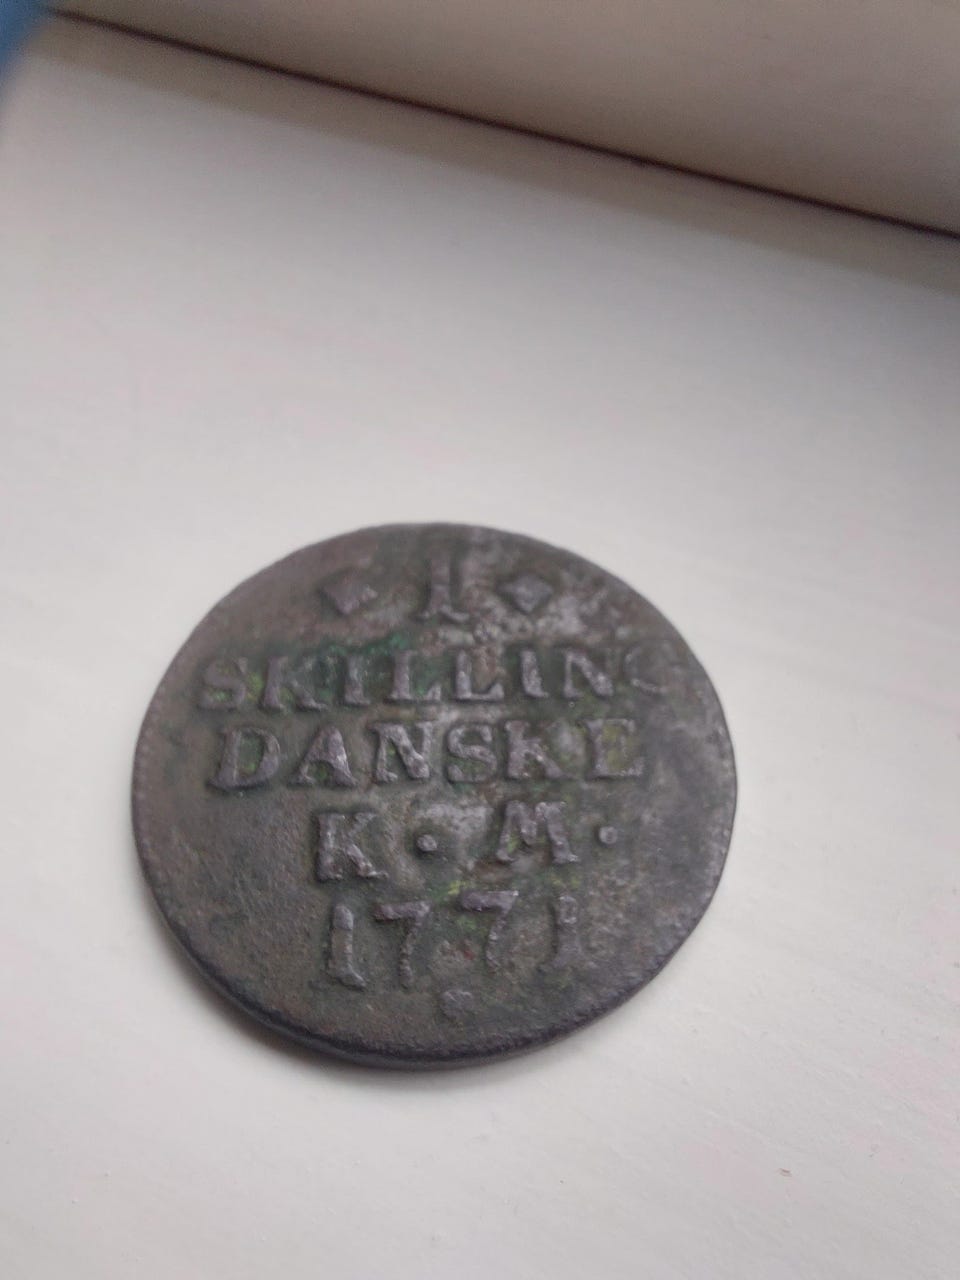 ◆ 1 ◆
SKILLING
DANSKE
K · M ·
1771